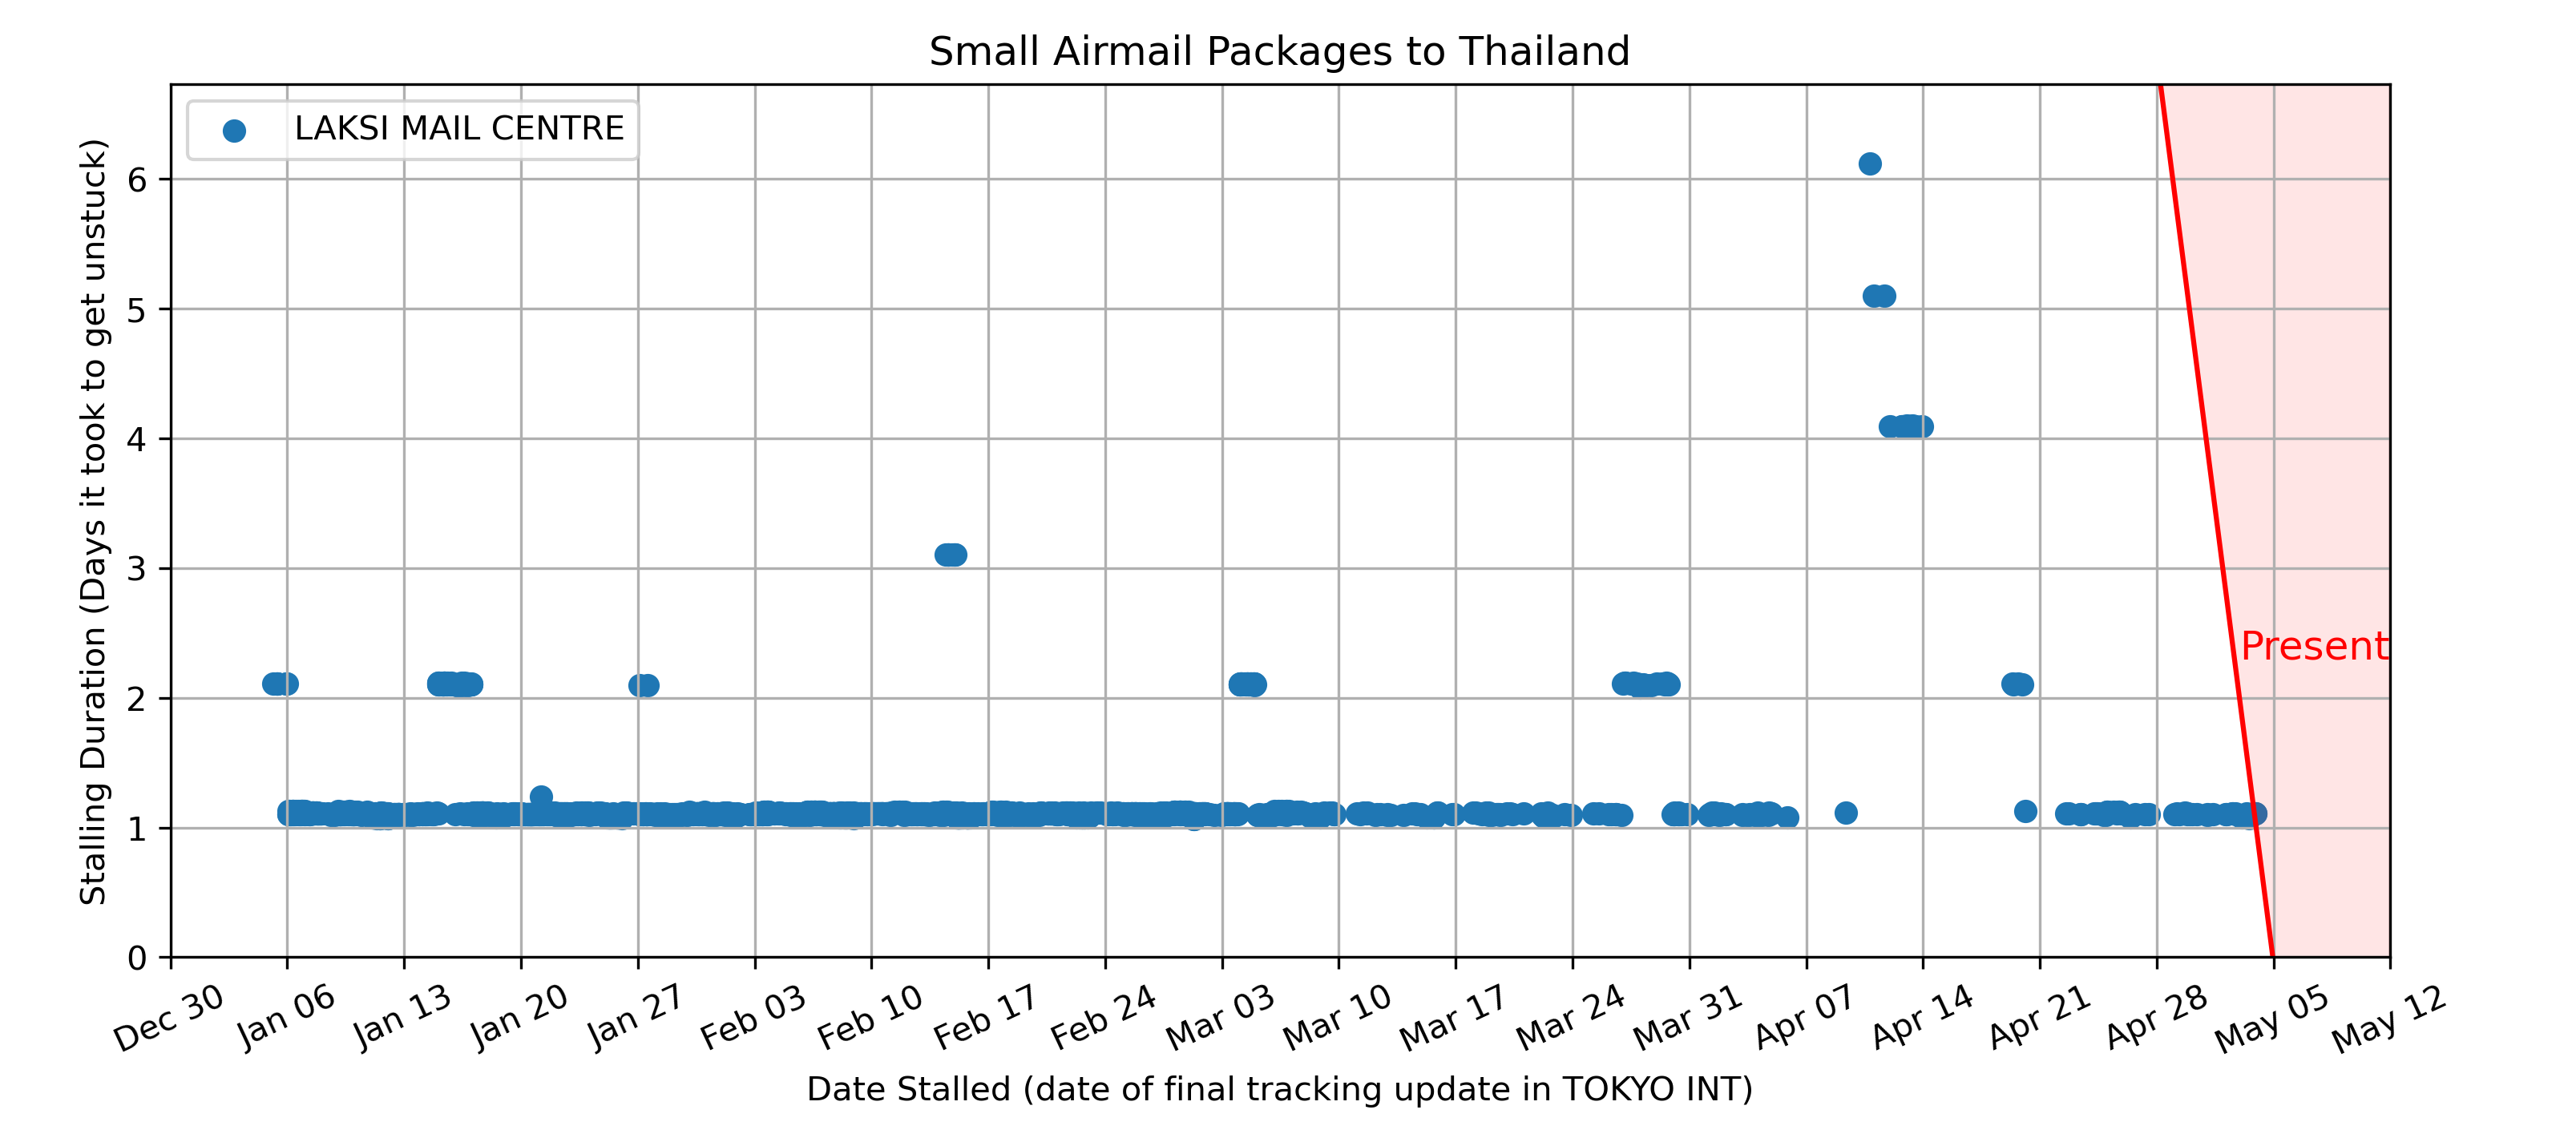 Small Airmail Packages to Thailand
LAKSI MAIL CENTRE
Stalling Duration (Days it took to get unstuck)
6
5
4
3
2
1
0
Present
Dec 30
Jan 06
Jan 13
Jan 20
Jan 27
Feb 03
Feb 10
Feb 17
Feb 24
Mar 03
Mar 10
Mar 17
Mar 24
Mar 31
Apr 07
Apr 14
Apr 21
Apr 28
May 05
May 12
Date Stalled (date of final tracking update in TOKYO INT)